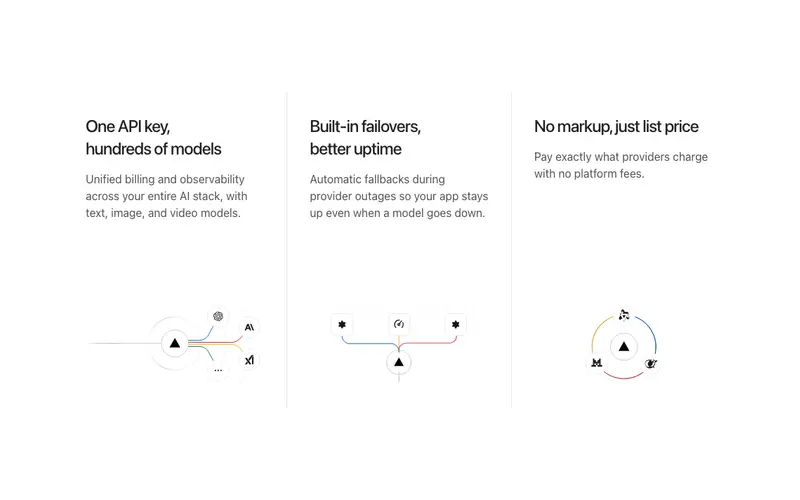 One API key,
hundreds of models
Unified billing and observability
across your entire AI stack, with
text, image, and video models.
Built-in failovers,
better uptime
Automatic fallbacks during
provider outages so your app stays
up even when a model goes down.
No markup, just list price
Pay exactly what providers charge
with no platform fees.